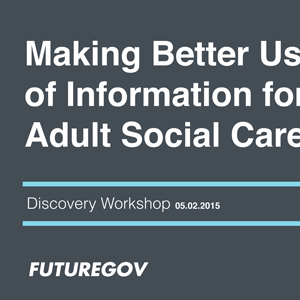 Making Better Us
of Information for
Adult Social Care
Discovery Workshop 05.02.2015
FUTUREGOV